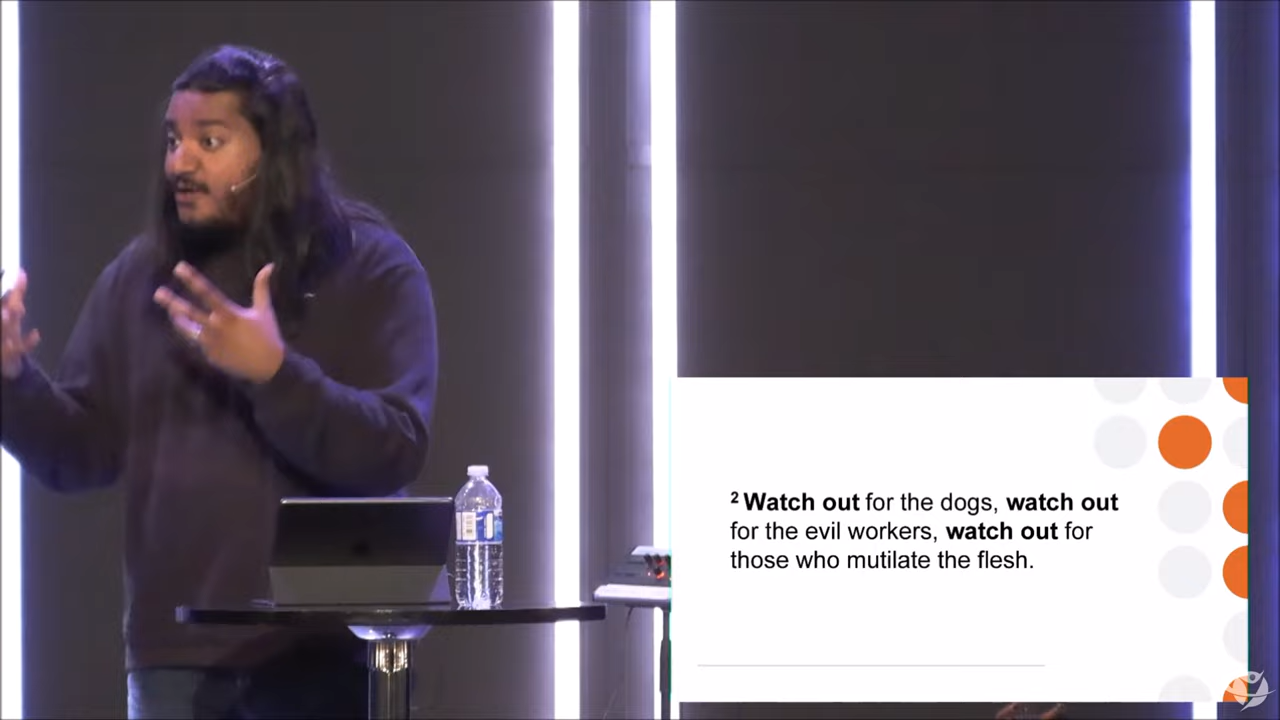 ² Watch out for the dogs, watch out
for the evil workers, watch out for
those who mutilate the flesh.